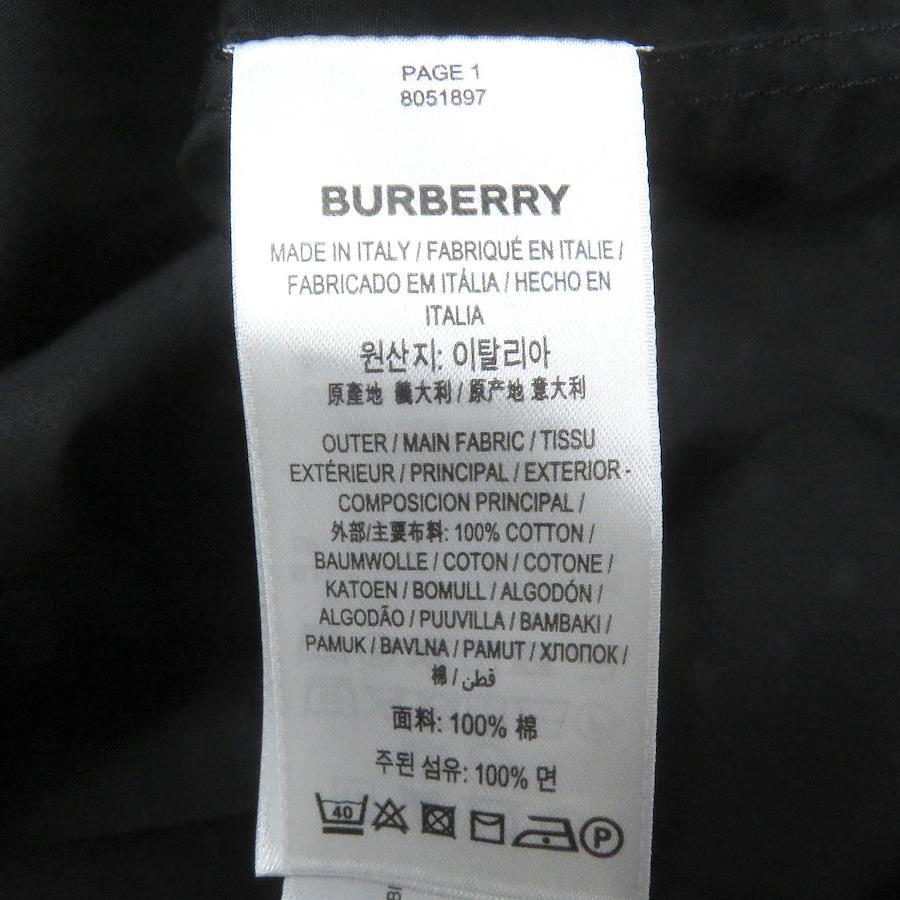 PAGE 1
8051897
BURBERRY
MADE IN ITALY / FABRIQUÉ EN ITALIE /
FABRICADO EM ITÁLIA / HECHO EN
ITALIA
원산지: 이탈리아
原產地 義大利 / 原产地 意大利
OUTER / MAIN FABRIC / TISSU
EXTÉRIEUR / PRINCIPAL / EXTERIOR -
COMPOSICION PRINCIPAL /
外部/主要布料: 100% COTTON /
BAUMWOLLE / COTON / COTONE /
KATOEN / BOMULL / ALGODÓN /
ALGODÃO / PUUVILLA / BAMBAKI /
PAMUK / BAVLNA / PAMUT / ХЛОПОК /
棉 / قطن
面料: 100% 棉
주된 섬유: 100% 면
40 P